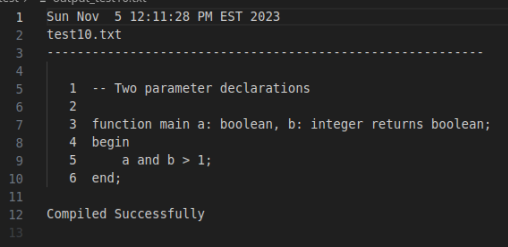 output_test10.txt
1 Sun Nov  5 12:11:28 PM EST 2023
2 test10.txt
3 ----------------------------------------------------------
4
5    1  -- Two parameter declarations
6    2
7    3  function main a: boolean, b: integer returns boolean;
8    4  begin
9    5      a and b > 1;
10    6  end;
11
12 Compiled Successfully
13